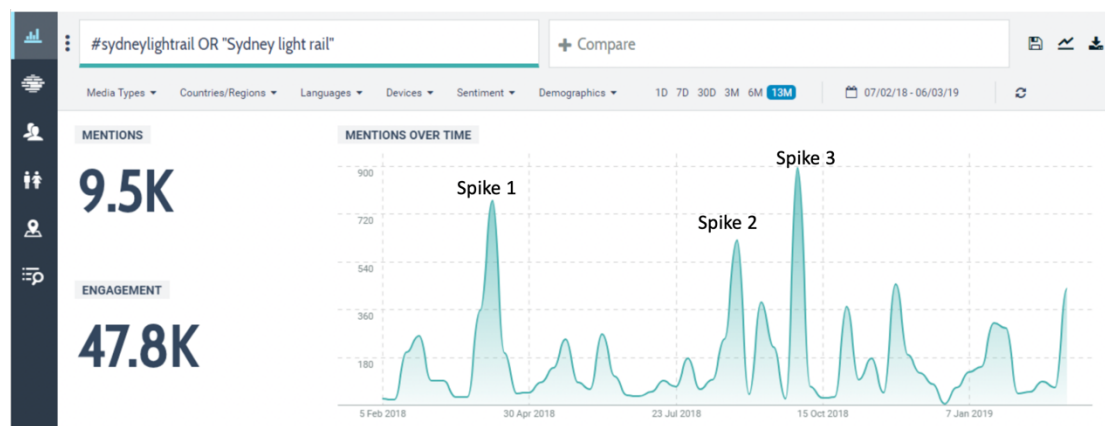 #sydneylightrail OR "Sydney light rail"
Compare
Media Types Countries/Regions Languages Devices Sentiment Demographics 1D 7D 30D 3M 6M 13M 07/02/18 - 06/03/19
MENTIONS
9.5K
ENGAGEMENT
47.8K
MENTIONS OVER TIME
Spike 1
Spike 2
Spike 3
900
720
540
360
180
5 Feb 2018 30 Apr 2018 23 Jul 2018 15 Oct 2018 7 Jan 2019